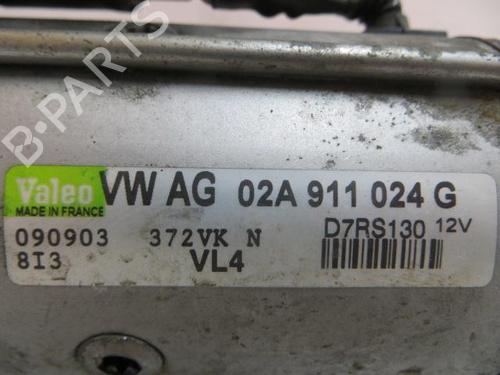 B-PARTS
Valeo VW AG 02A 911 024 G
MADE IN FRANCE
090903 372VK N D7RS130 12V
8I3 VL4